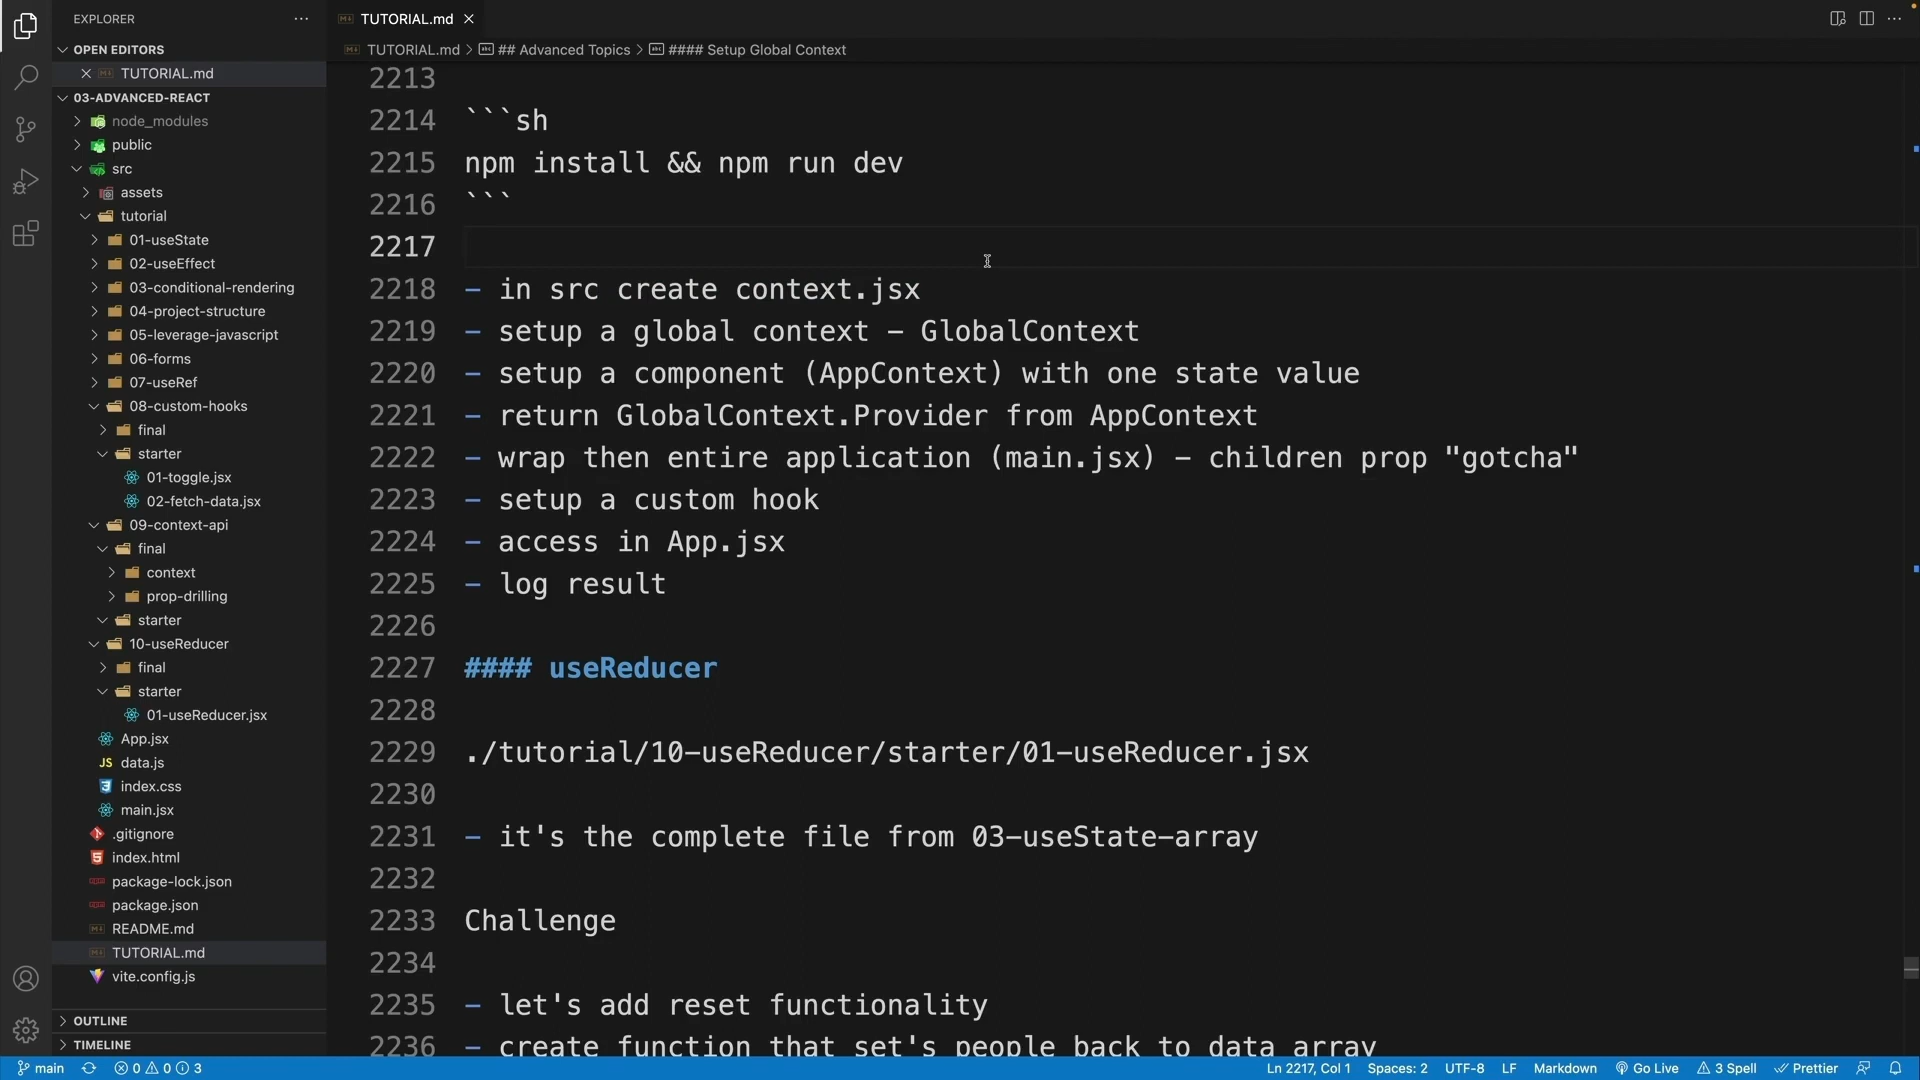 EXPLORER
OPEN EDITORS
TUTORIAL.md
03-ADVANCED-REACT
node_modules
public
src
assets
tutorial
01-useState
02-useEffect
03-conditional-rendering
04-project-structure
05-leverage-javascript
06-forms
07-useRef
08-custom-hooks
final
starter
01-toggle.jsx
02-fetch-data.jsx
09-context-api
final
context
prop-drilling
starter
10-useReducer
final
starter
01-useReducer.jsx
App.jsx
JS data.js
index.css
main.jsx
.gitignore
index.html
package-lock.json
package.json
README.md
TUTORIAL.md
vite.config.js
OUTLINE
TIMELINE
TUTORIAL.md
TUTORIAL.md > ## Advanced Topics > #### Setup Global Context
2213
2214 ```sh
2215 npm install && npm run dev
2216 ```
2217
2218 - in src create context.jsx
2219 - setup a global context - GlobalContext
2220 - setup a component (AppContext) with one state value
2221 - return GlobalContext.Provider from AppContext
2222 - wrap then entire application (main.jsx) - children prop "gotcha"
2223 - setup a custom hook
2224 - access in App.jsx
2225 - log result
2226
2227 #### useReducer
2228
2229 ./tutorial/10-useReducer/starter/01-useReducer.jsx
2230
2231 - it's the complete file from 03-useState-array
2232
2233 Challenge
2234
2235 - let's add reset functionality
2236 - create function that set's people back to data array
main 0 0 3 Ln 2217, Col 1 Spaces: 2 UTF-8 LF Markdown Go Live 3 Spell Prettier